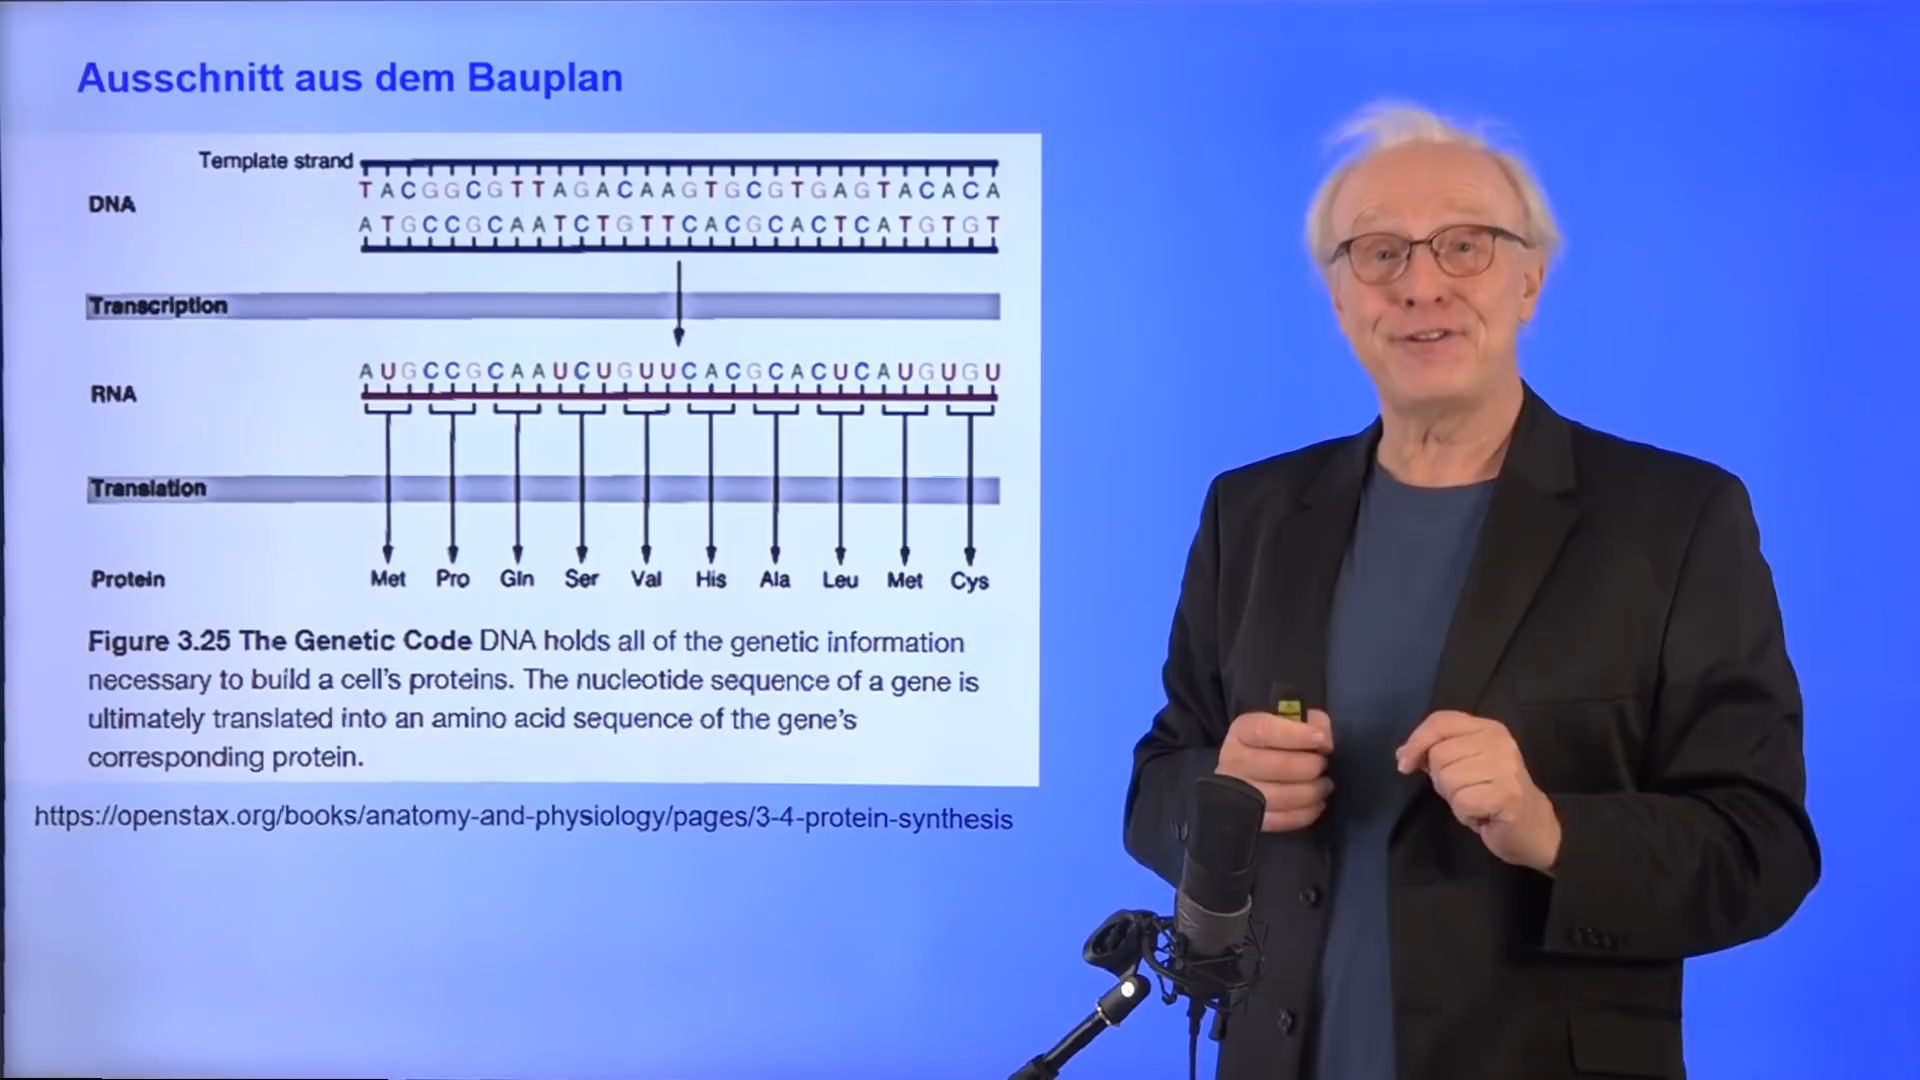 Ausschnitt aus dem Bauplan
Template strand
DNA
TACGGCGTTAGACAAGTGCGTGAGTACACA
ATGCCGCAATCTGTTCACGCACTCATGTGT
Transcription
AUGCCGCAAUCUGUUCACGCACUCAUGUGU
RNA
Translation
Protein Met Pro Gln Ser Val His Ala Leu Met Cys
Figure 3.25 The Genetic Code DNA holds all of the genetic information
necessary to build a cell's proteins. The nucleotide sequence of a gene is
ultimately translated into an amino acid sequence of the gene's
corresponding protein.
https://openstax.org/books/anatomy-and-physiology/pages/3-4-protein-synthesis